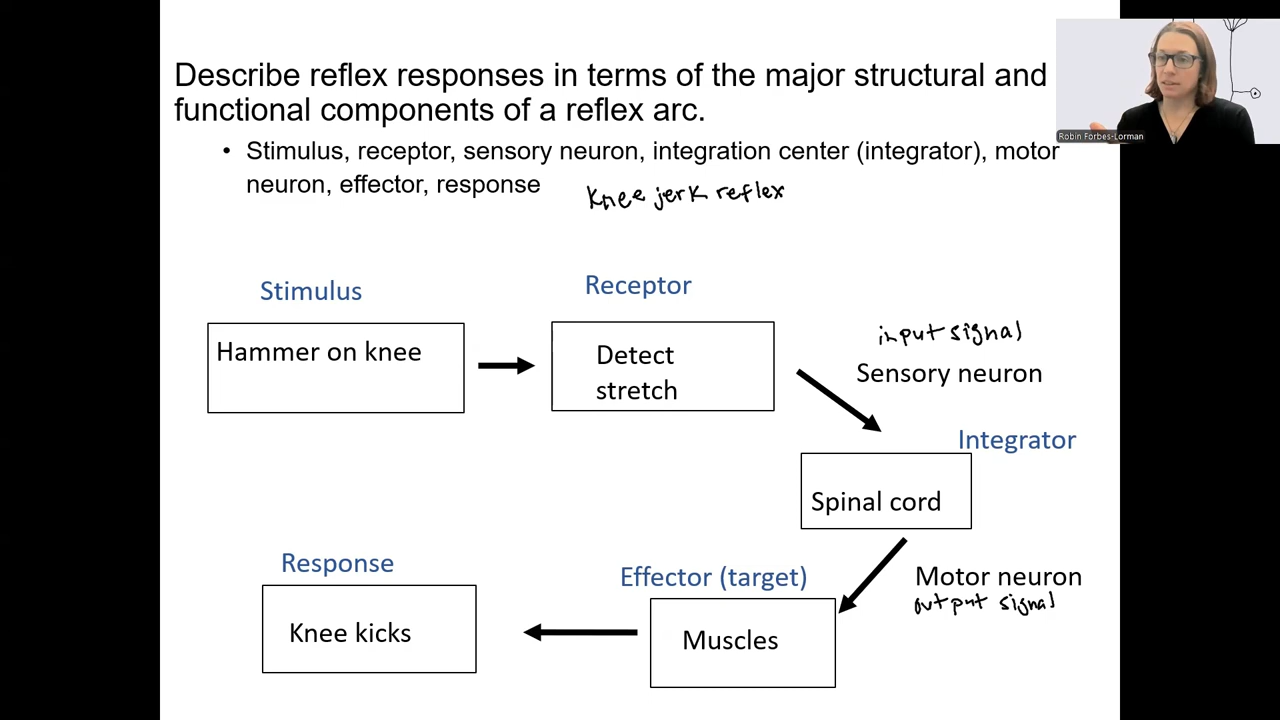 Describe reflex responses in terms of the major structural and
functional components of a reflex arc.
• Stimulus, receptor, sensory neuron, integration center (integrator), motor
neuron, effector, response
knee jerk reflex
Robin Forbes-Lorman
Stimulus
Receptor
Hammer on knee
Detect
stretch
input signal
Sensory neuron
Integrator
Spinal cord
Motor neuron
output signal
Effector (target)
Muscles
Response
Knee kicks